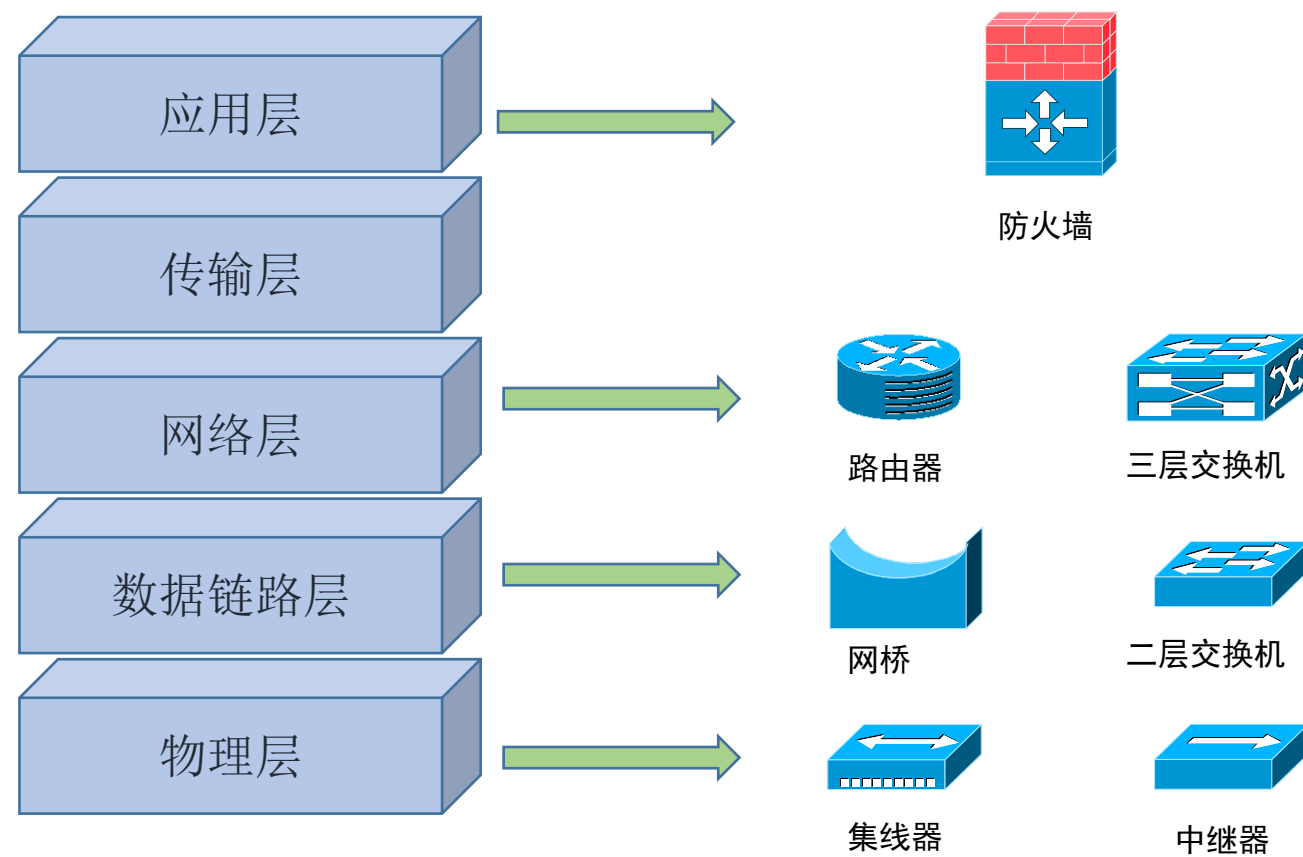 应用层
防火墙
传输层
网络层
路由器
三层交换机
数据链路层
网桥
二层交换机
物理层
集线器
中继器